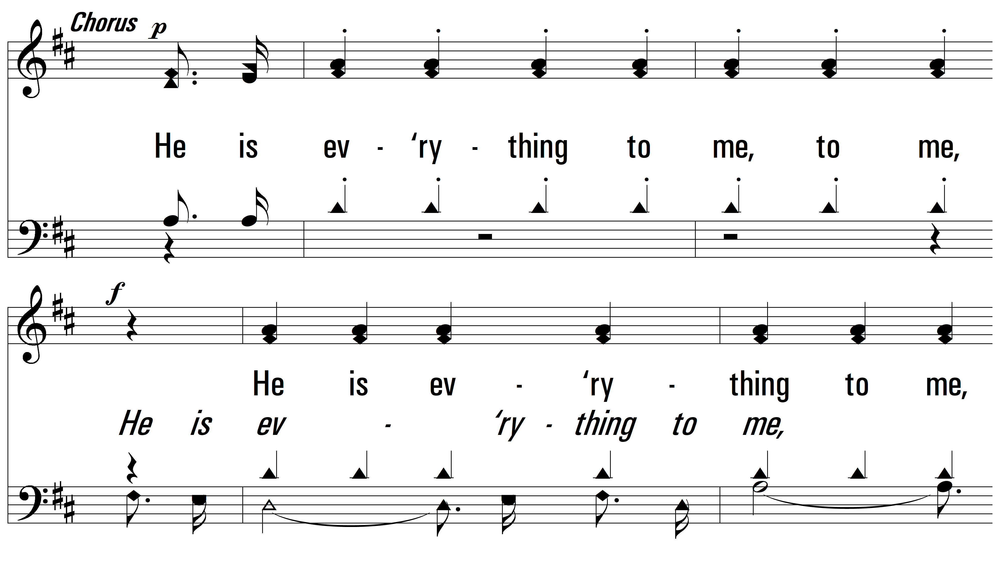 Chorus p
He is ev - ‘ry - thing to me, to me,
f
He is ev - ‘ry - thing to me,
He is ev - ‘ry - thing to me,